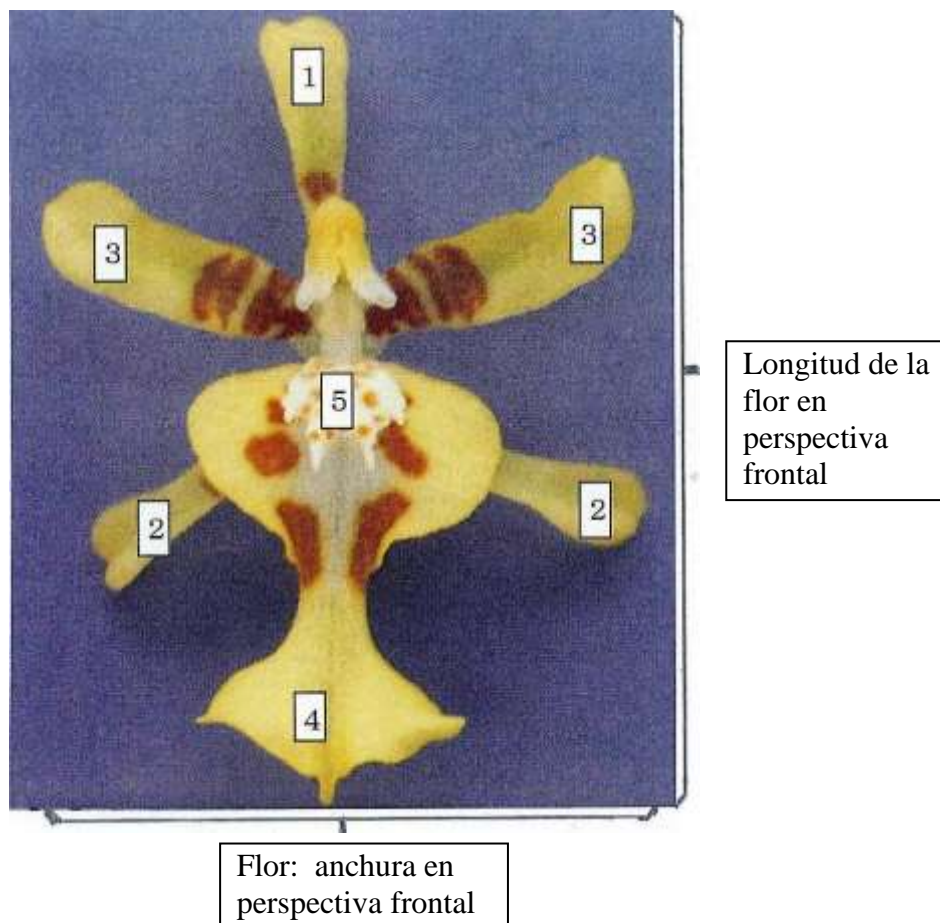 1
3
3
Longitud de la
flor en
perspectiva
frontal
5
2
2
4
Flor: anchura en
perspectiva frontal